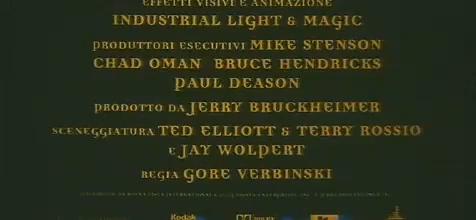 EFFETTI VISIVI E ANIMAZIONE
INDUSTRIAL LIGHT & MAGIC
PRODUTTORI ESECUTIVI MIKE STENSON
CHAD OMAN BRUCE HENDRICKS
PAUL DEASON
PRODOTTO DA JERRY BRUCKHEIMER
SCENEGGIATURA TED ELLIOTT & TERRY ROSSIO
E JAY WOLPERT
REGIA GORE VERBINSKI
Kodak